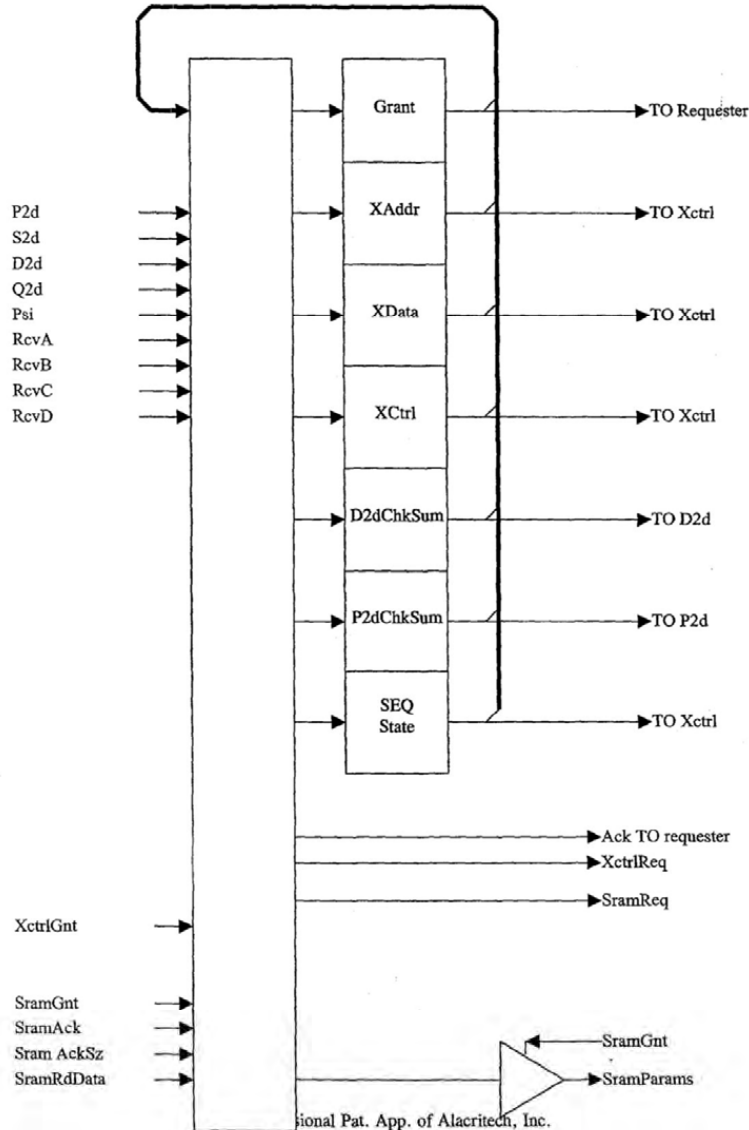 Grant
TO Requester
P2d
XAddr
TO Xctrl
S2d
D2d
Q2d
Psi
XData
TO Xctrl
RcvA
RcvB
RcvC
RcvD
XCtrl
TO Xctrl
D2dChkSum
TO D2d
P2dChkSum
TO P2d
SEQ
State
TO Xctrl
Ack TO requester
XctrlReq
SramReq
XctrlGnt
SramGnt
SramAck
SramGnt
Sram AckSz
SramRdData
SramParams
Pat. App. of Alacritech, Inc.